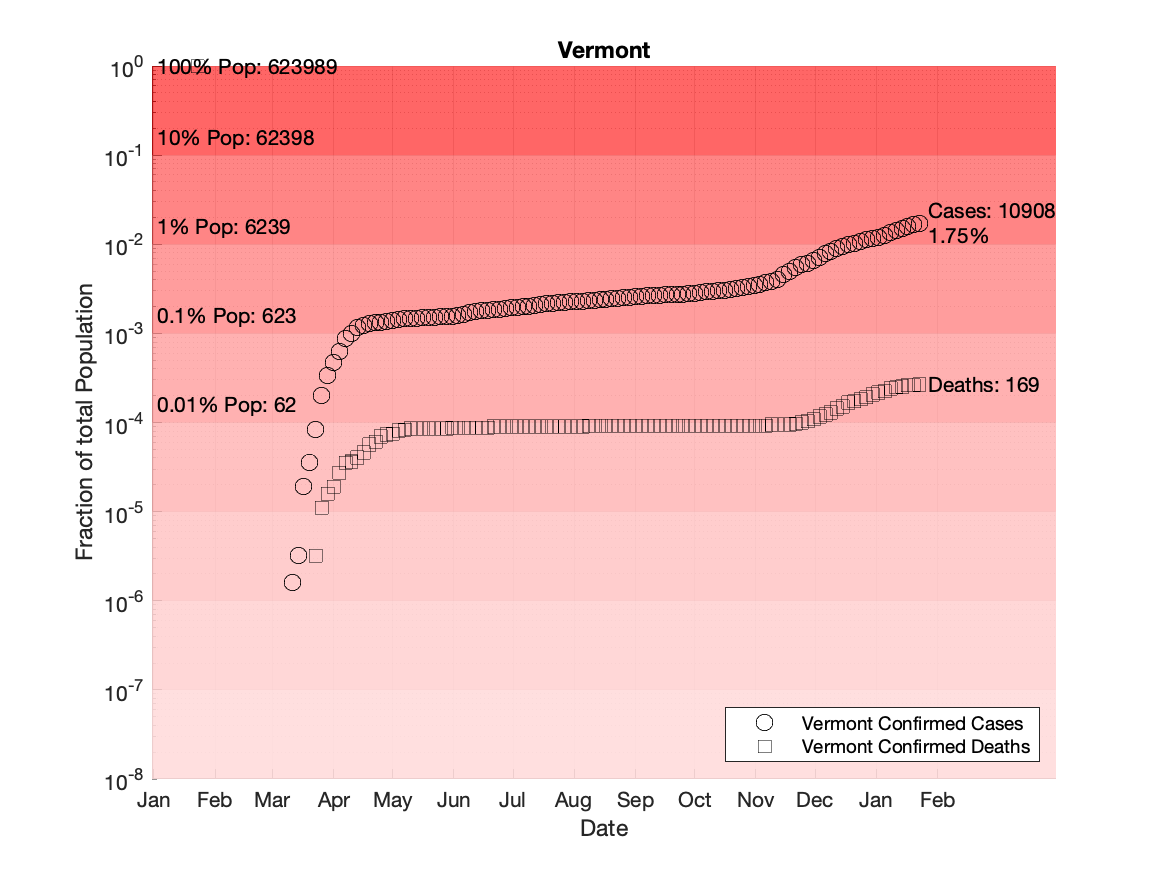 Vermont
10^0
100% Pop: 623989
10% Pop: 62398
10^-1
1% Pop: 6239
10^-2
Cases: 10908
1.75%
0.1% Pop: 623
10^-3
Deaths: 169
0.01% Pop: 62
10^-4
10^-5
10^-6
10^-7
10^-8
Fraction of total Population
Vermont Confirmed Cases
Vermont Confirmed Deaths
Jan Feb Mar Apr May Jun Jul Aug Sep Oct Nov Dec Jan Feb
Date